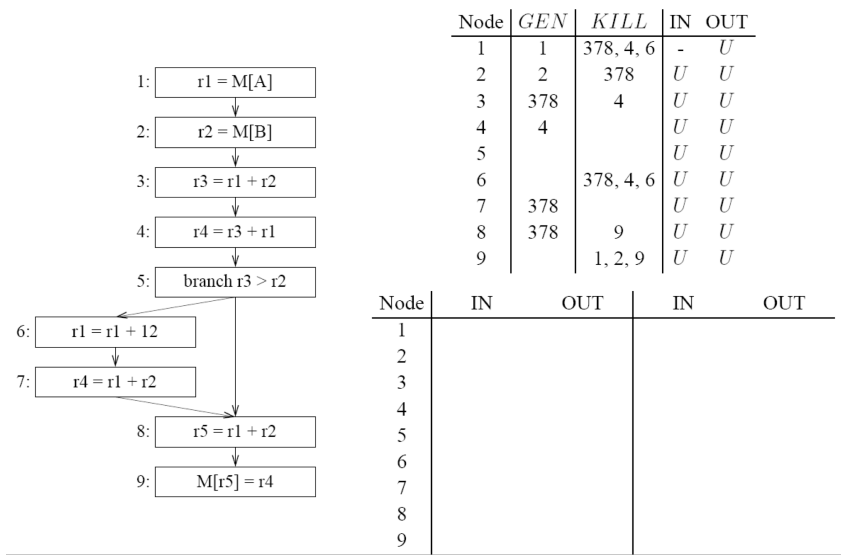 Node GEN KILL IN OUT
1 1 378, 4, 6 - U
2 2 378 U U
3 378 4 U U
4 4 U U
5 U U
6 378, 4, 6 U U
7 378 U U
8 378 9 U U
9 1, 2, 9 U U
1: r1 = M[A]
2: r2 = M[B]
3: r3 = r1 + r2
4: r4 = r3 + r1
5: branch r3 > r2
6: r1 = r1 + 12
7: r4 = r1 + r2
8: r5 = r1 + r2
9: M[r5] = r4
Node IN OUT IN OUT
1
2
3
4
5
6
7
8
9